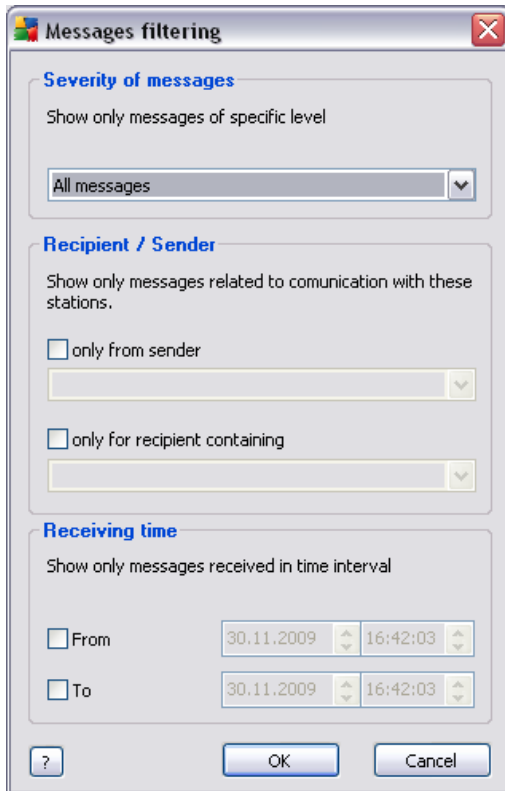 Messages filtering
Severity of messages
Show only messages of specific level
All messages
Recipient / Sender
Show only messages related to comunication with these
stations.
only from sender
only for recipient containing
Receiving time
Show only messages received in time interval
From 30.11.2009 16:42:03
To 30.11.2009 16:42:03
? OK Cancel